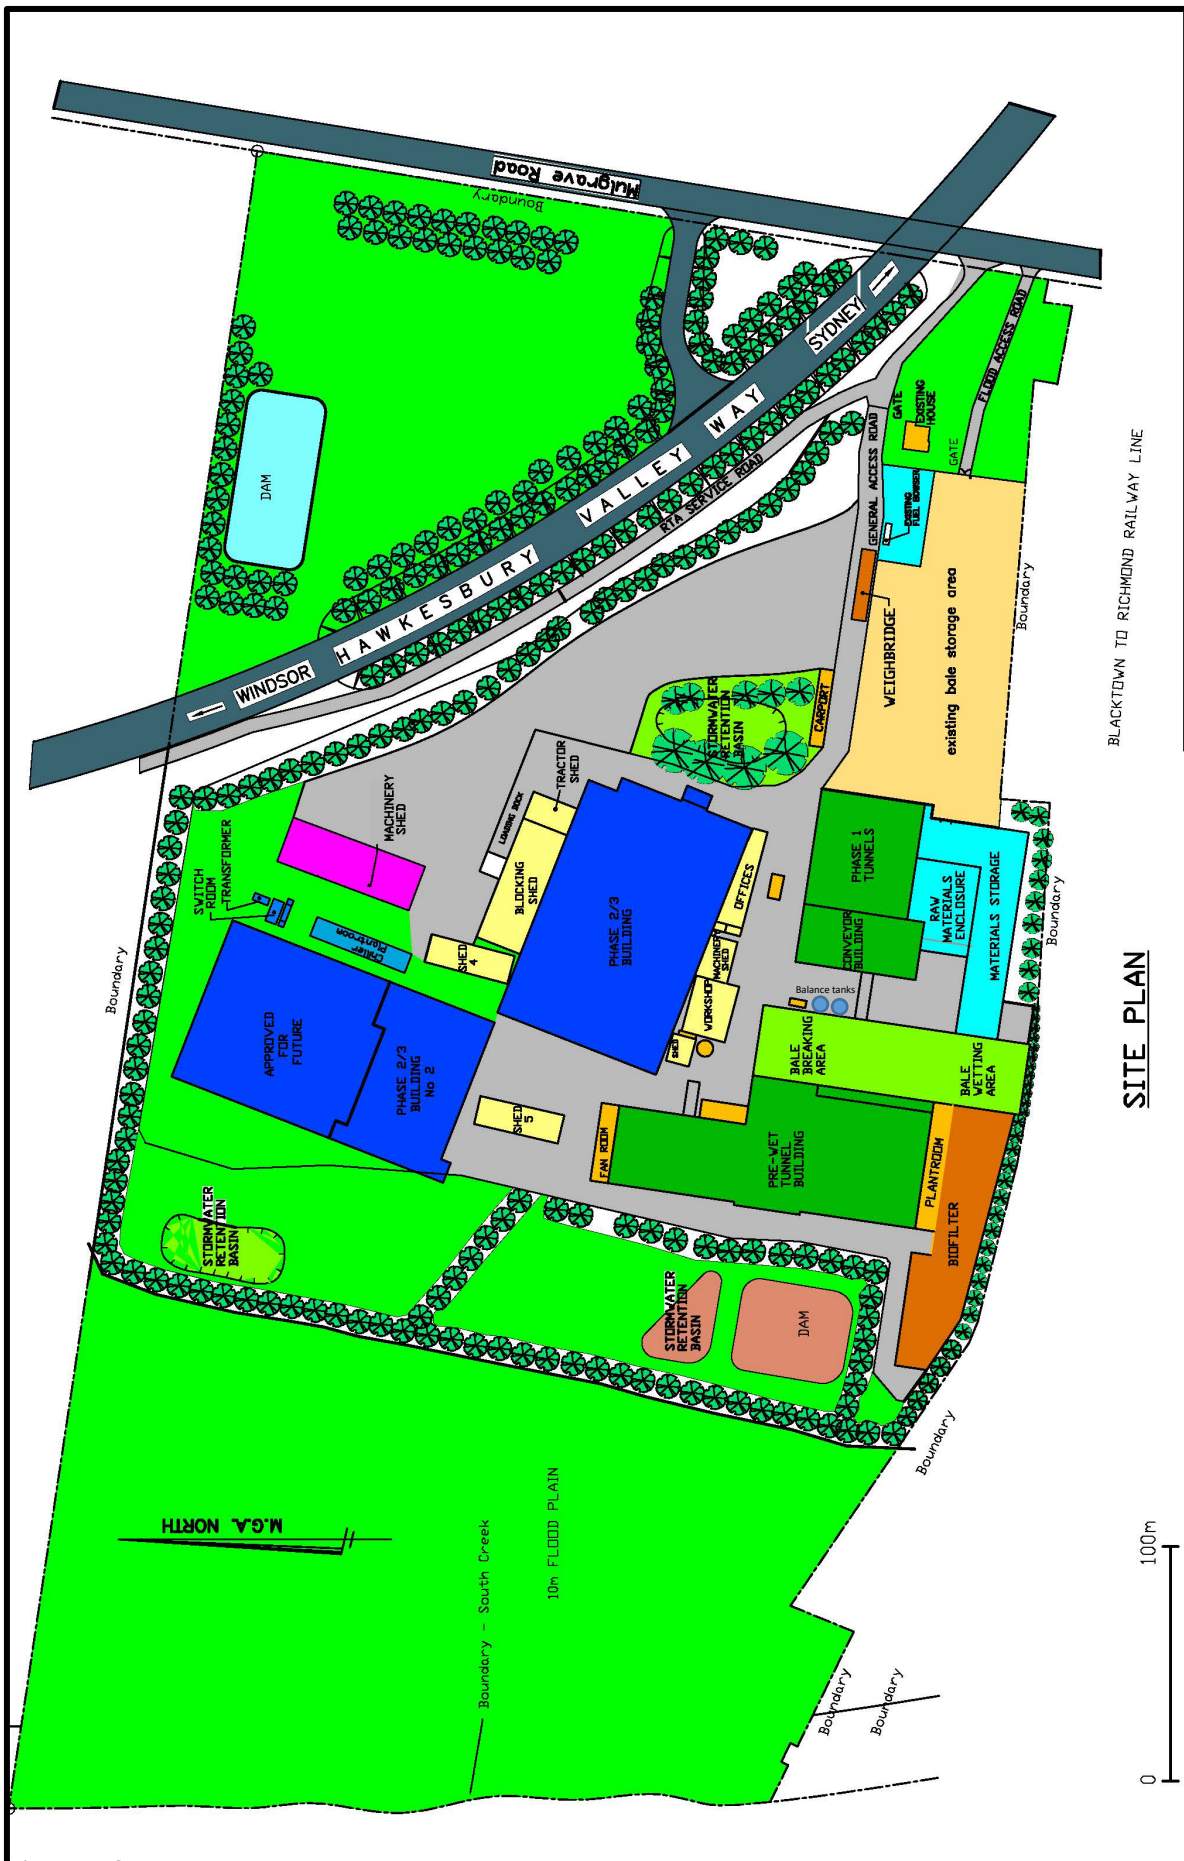 Mulgrave Road
Boundary
DAM
WINDSOR
HAWKESBURY
VALLEY
WAY
SYDNEY
RTA SERVICE ROAD
GENERAL ACCESS ROAD
GATE
EXISTING
HOUSE
FLOOD ACCESS ROAD
GATE
EXISTING
FUEL BOWSER
WEIGHBRIDGE
existing bale storage area
Boundary
BLACKTOWN TO RICHMOND RAILWAY LINE
STORMWATER
RETENTION
BASIN
CARPORT
MACHINERY
SHED
LOADING DOCK
TRACTOR
SHED
BLOCKING
SHED
SWITCH
ROOM
TRANSFORMER
Chiller
Plantroom
SHED
4
PHASE 2/3
BUILDING
OFFICES
MACHINERY
SHED
WORKSHOP
SHED
PHASE 1
TUNNELS
CONVEYOR
BUILDING
RAW
MATERIALS
ENCLOSURE
MATERIALS STORAGE
Boundary
Balance tanks
BALE
BREAKING
AREA
BALE
WETTING
AREA
Boundary
APPROVED
FOR
FUTURE
PHASE 2/3
BUILDING
No 2
SHED
5
FAN ROOM
PRE-WET
TUNNEL
BUILDING
PLANTROOM
BIOFILTER
STORMWATER
RETENTION
BASIN
STORMWATER
RETENTION
BASIN
DAM
Boundary
M.G.A. NORTH
10m FLOOD PLAIN
Boundary - South Creek
Boundary
Boundary
SITE PLAN
0
100m